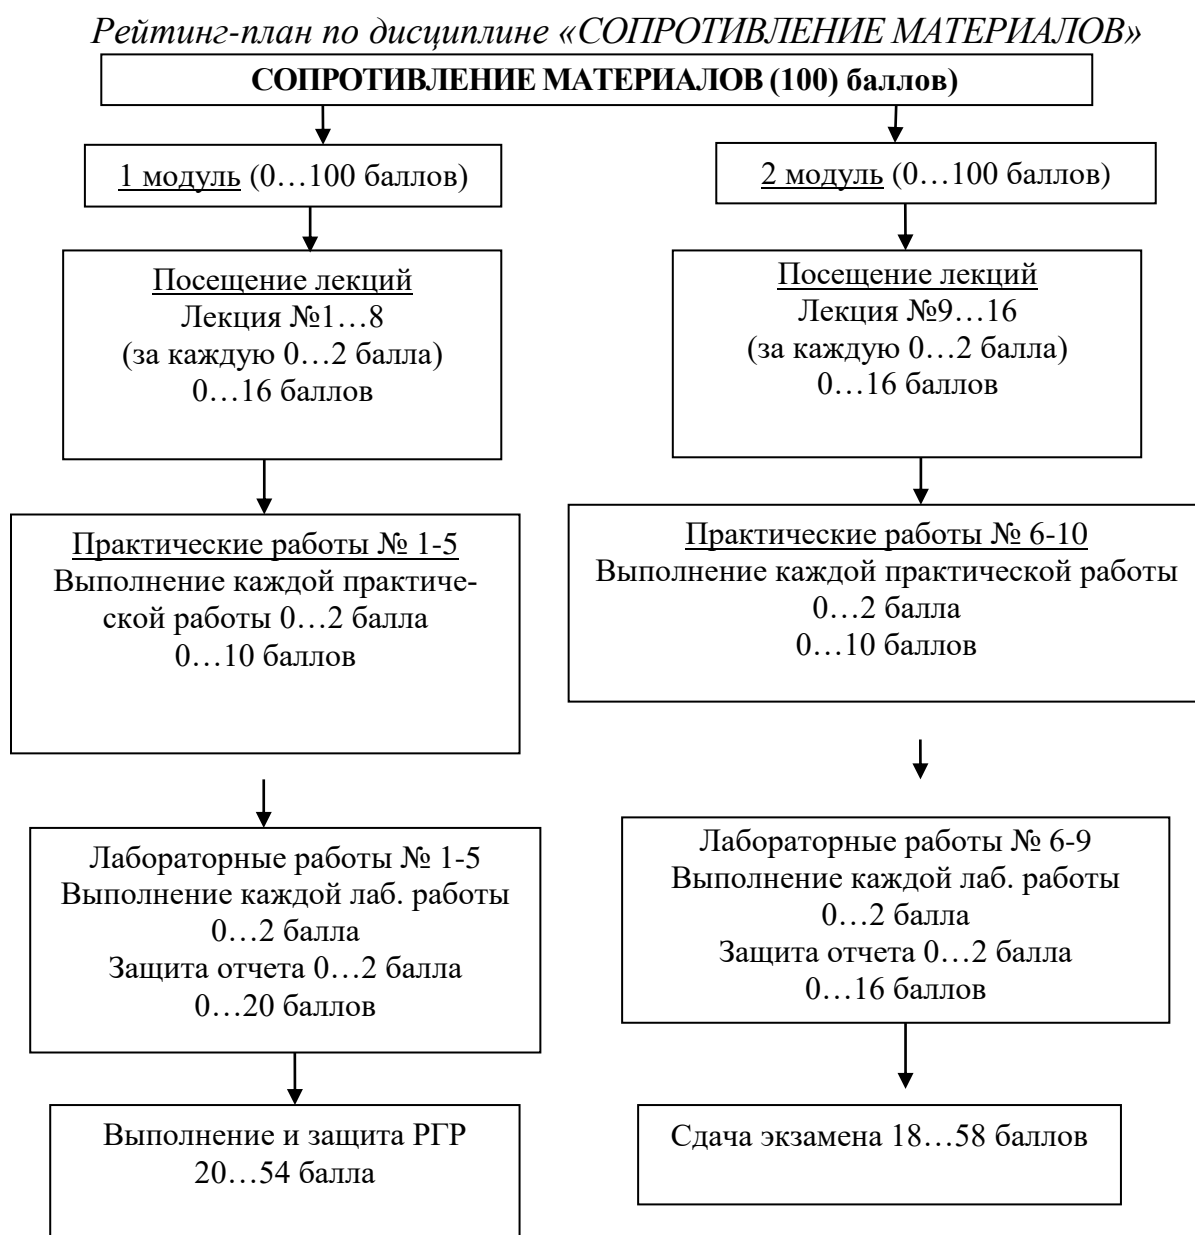 Рейтинг-план по дисциплине «СОПРОТИВЛЕНИЕ МАТЕРИАЛОВ»
СОПРОТИВЛЕНИЕ МАТЕРИАЛОВ (100) баллов)
1 модуль (0…100 баллов)
Посещение лекций
Лекция №1…8
(за каждую 0…2 балла)
0…16 баллов
Практические работы № 1-5
Выполнение каждой практиче-
ской работы 0…2 балла
0…10 баллов
Лабораторные работы № 1-5
Выполнение каждой лаб. работы
0…2 балла
Защита отчета 0…2 балла
0…20 баллов
Выполнение и защита РГР
20…54 балла
2 модуль (0…100 баллов)
Посещение лекций
Лекция №9…16
(за каждую 0…2 балла)
0…16 баллов
Практические работы № 6-10
Выполнение каждой практической работы
0…2 балла
0…10 баллов
Лабораторные работы № 6-9
Выполнение каждой лаб. работы
0…2 балла
Защита отчета 0…2 балла
0…16 баллов
Сдача экзамена 18…58 баллов